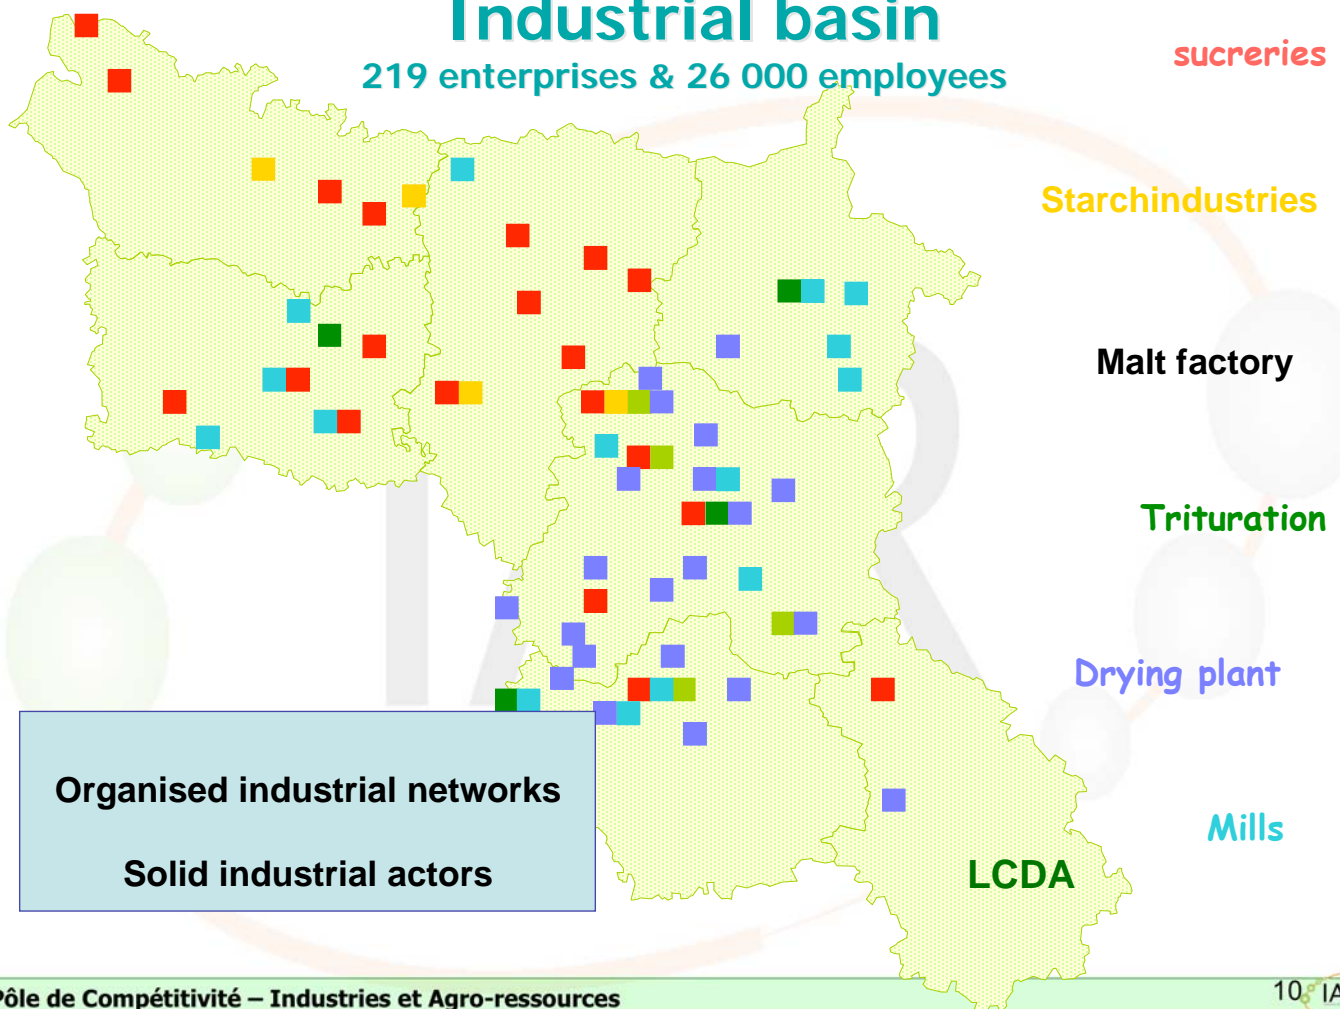 Industrial basin
219 enterprises & 26 000 employees
sucreries
Starchindustries
Malt factory
Trituration
Drying plant
Mills
Organised industrial networks
Solid industrial actors
LCDA
Pôle de Compétitivité – Industries et Agro-ressources
10
IA